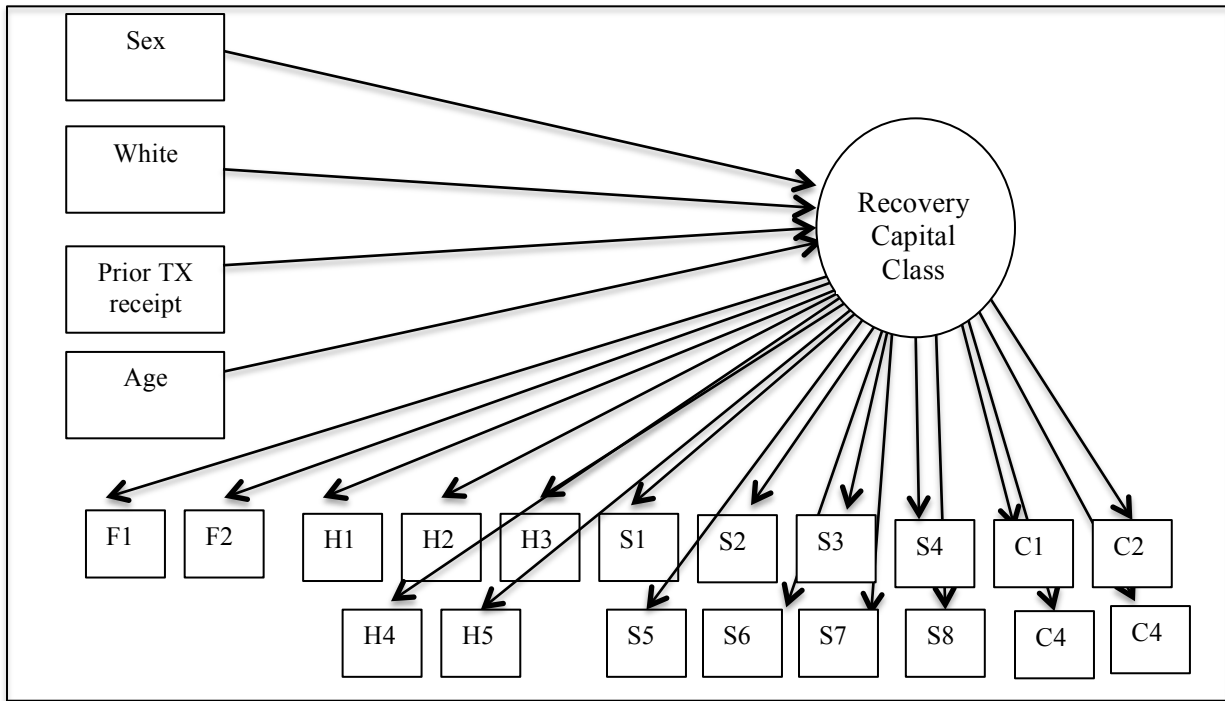 Sex
White
Prior TX
receipt
Age
Recovery
Capital
Class
F1
F2
H1
H2
H3
S1
S2
S3
S4
C1
C2
H4
H5
S5
S6
S7
S8
C4
C4